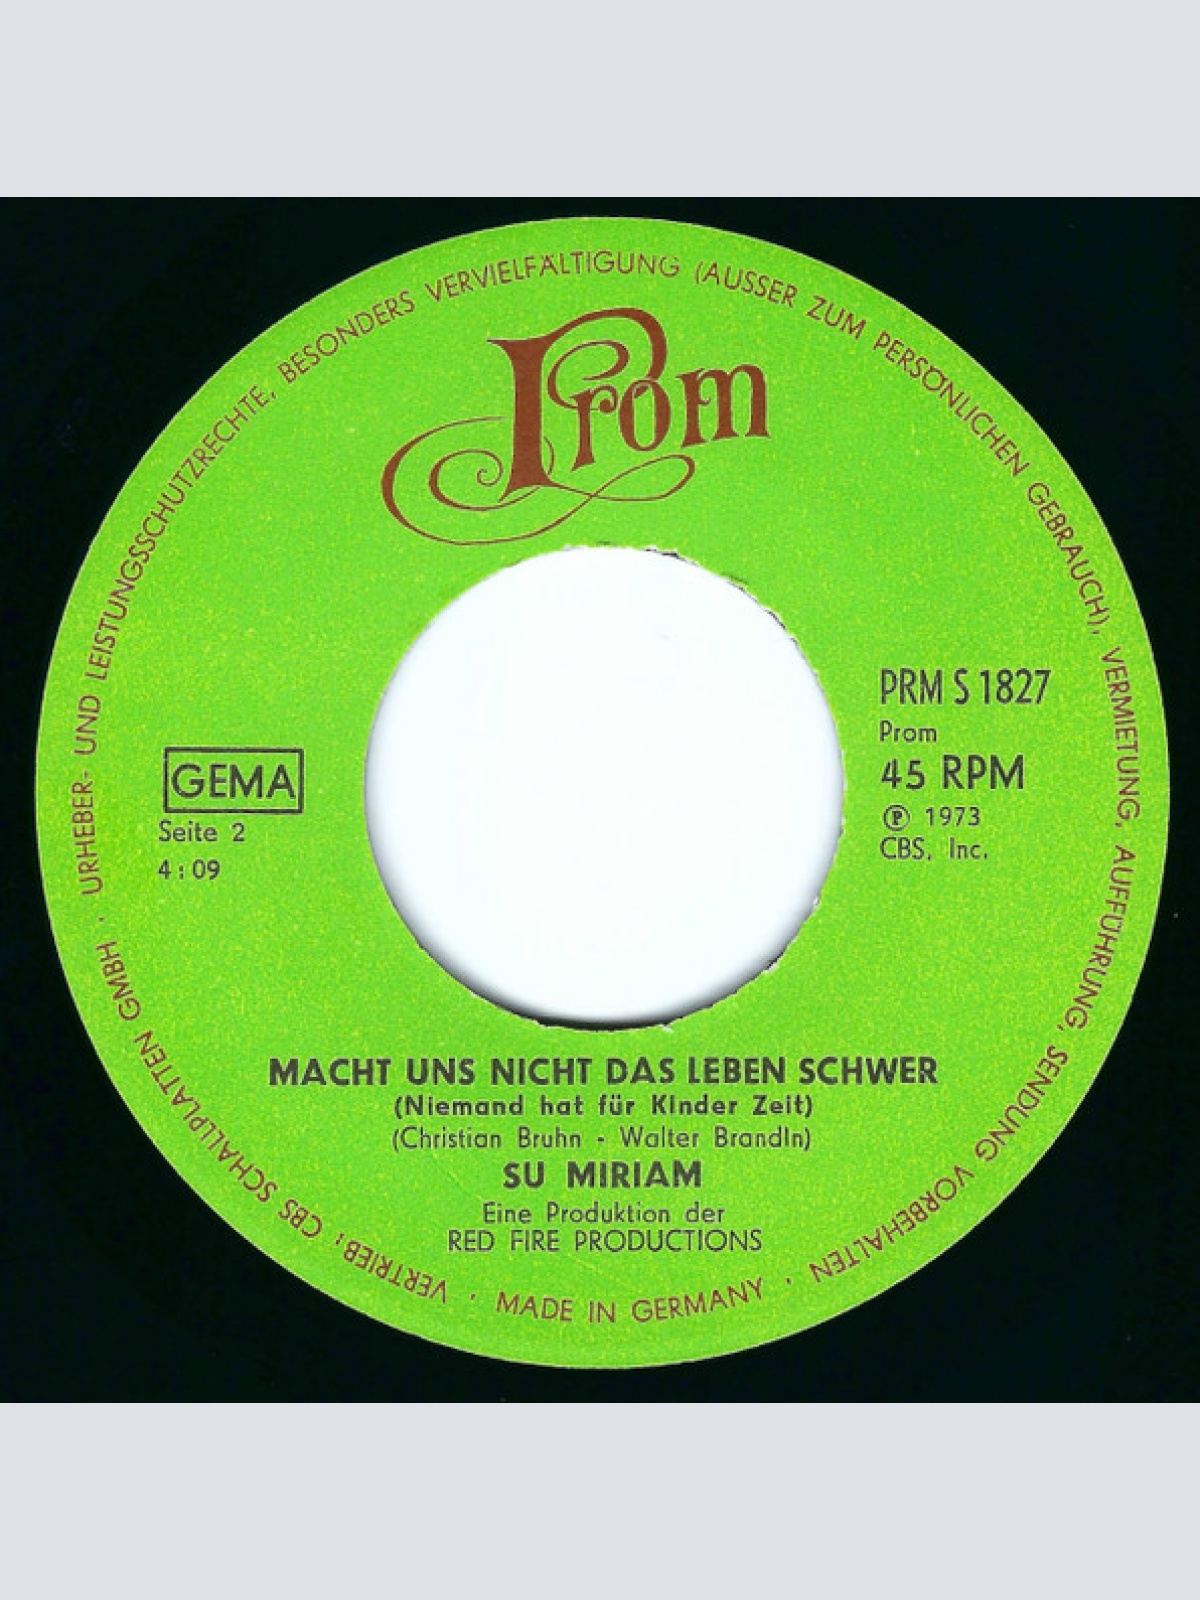 URHEBER- UND LEISTUNGSSCHUTZRECHTE, BESONDERS VERVIELFÄLTIGUNG (AUSSER ZUM PERSÖNLICHEN GEBRAUCH), VERMIETUNG, AUFFÜHRUNG, SENDUNG VORBEHALTEN · MADE IN GERMANY · VERTRIEB: CBS SCHALLPLATTEN GMBH ·
Prom
PRM S 1827
Prom
45 RPM
℗ 1973
CBS, Inc.
GEMA
Seite 2
4:09
MACHT UNS NICHT DAS LEBEN SCHWER
(Niemand hat für Kinder Zeit)
(Christian Bruhn - Walter Brandin)
SU MIRIAM
Eine Produktion der
RED FIRE PRODUCTIONS